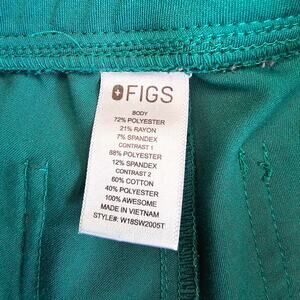 FIGS
BODY
72% POLYESTER
21% RAYON
7% SPANDEX
CONTRAST 1
88% POLYESTER
12% SPANDEX
CONTRAST 2
60% COTTON
40% POLYESTER
100% AWESOME
MADE IN VIETNAM
STYLE#: W18SW2005T